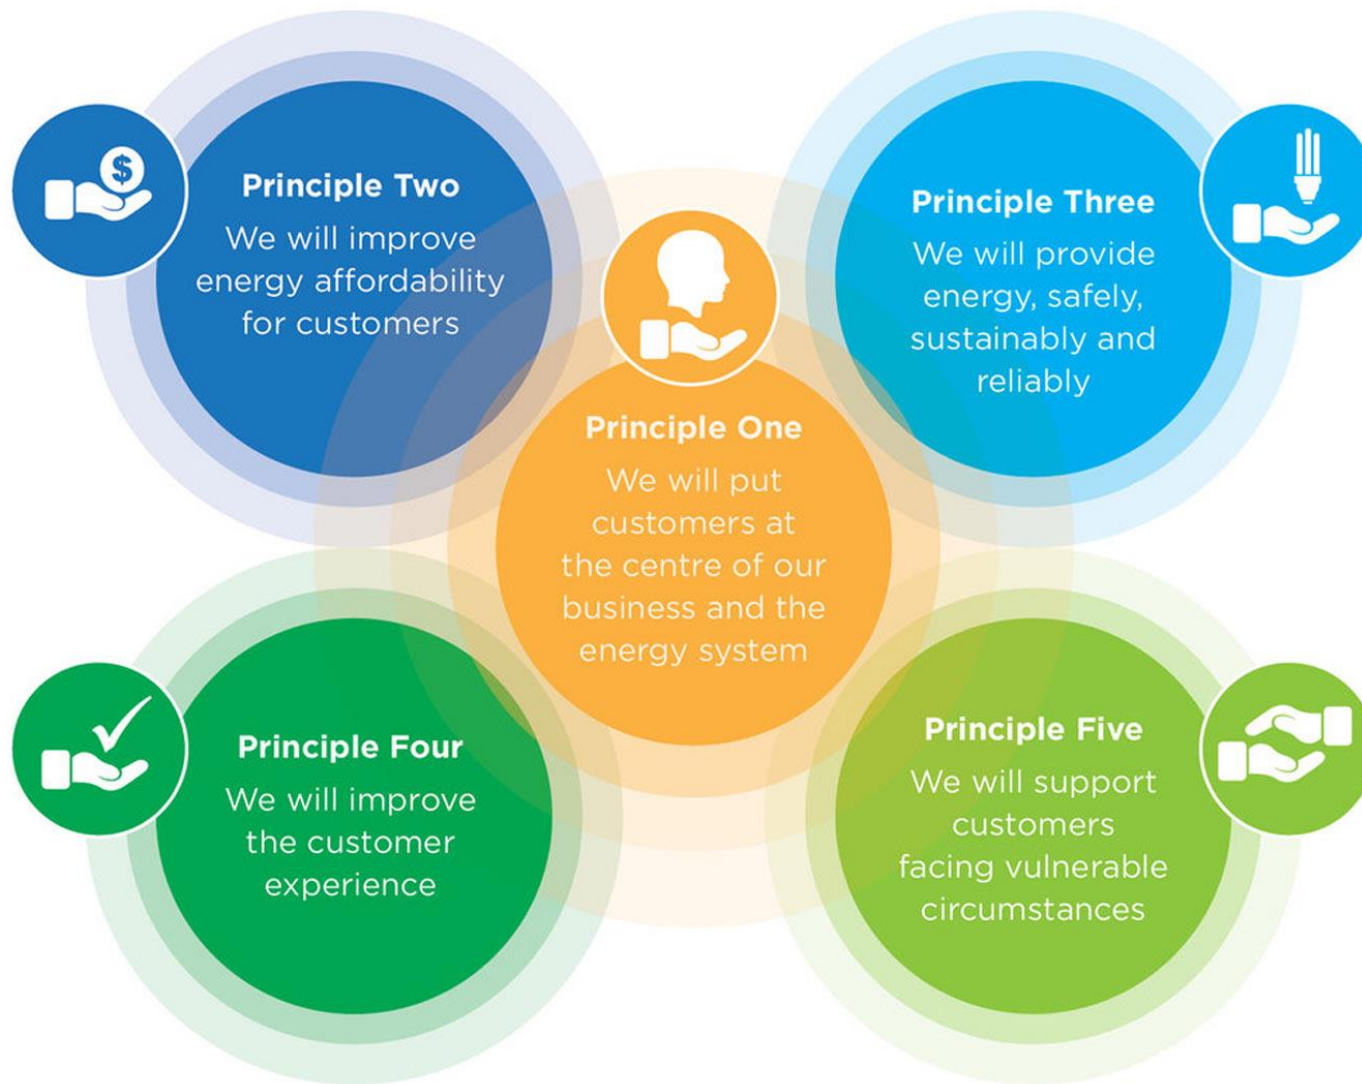 Principle Two
We will improve
energy affordability
for customers
Principle Three
We will provide
energy, safely,
sustainably and
reliably
Principle One
We will put
customers at
the centre of our
business and the
energy system
Principle Four
We will improve
the customer
experience
Principle Five
We will support
customers
facing vulnerable
circumstances
$